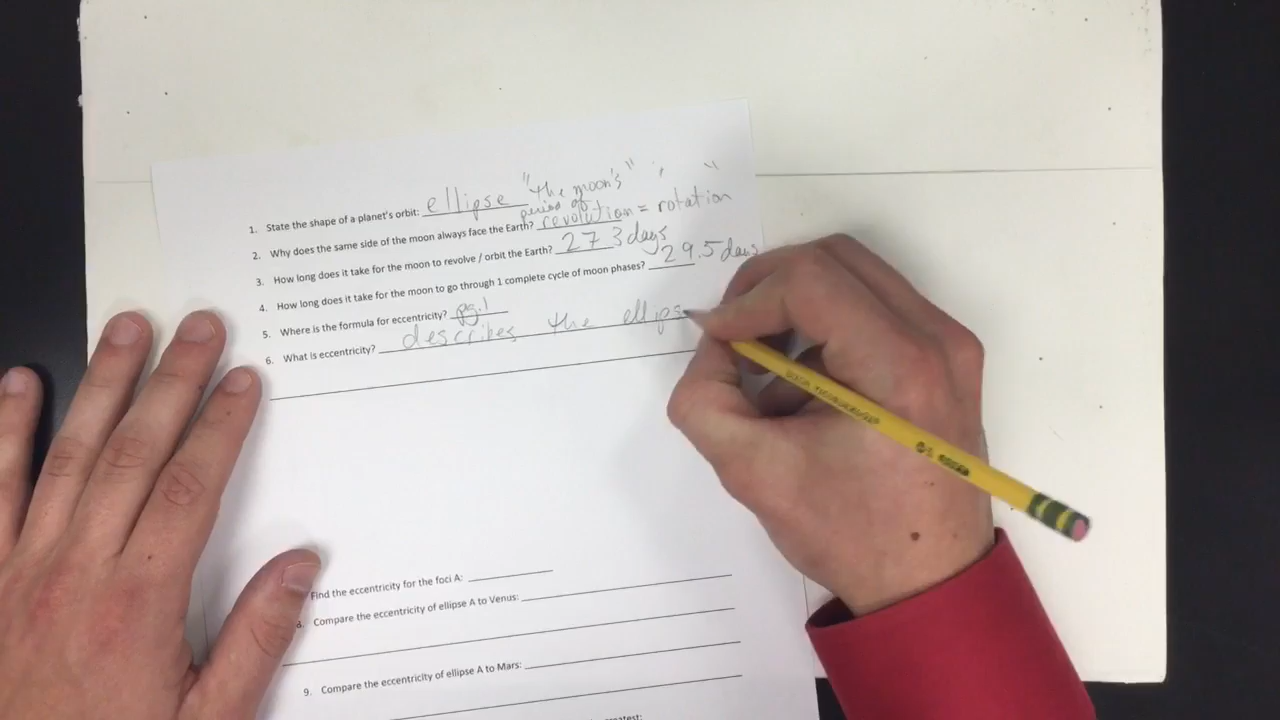 1. State the shape of a planet's orbit: ellipse "the moon's" " "
2. Why does the same side of the moon always face the Earth? period of revolution = rotation
3. How long does it take for the moon to revolve / orbit the Earth? 27 3 days
4. How long does it take for the moon to go through 1 complete cycle of moon phases? 29.5 days
5. Where is the formula for eccentricity? pg.1
6. What is eccentricity? describes the ellips
Find the eccentricity for the foci A:
8. Compare the eccentricity of ellipse A to Venus:
9. Compare the eccentricity of ellipse A to Mars: